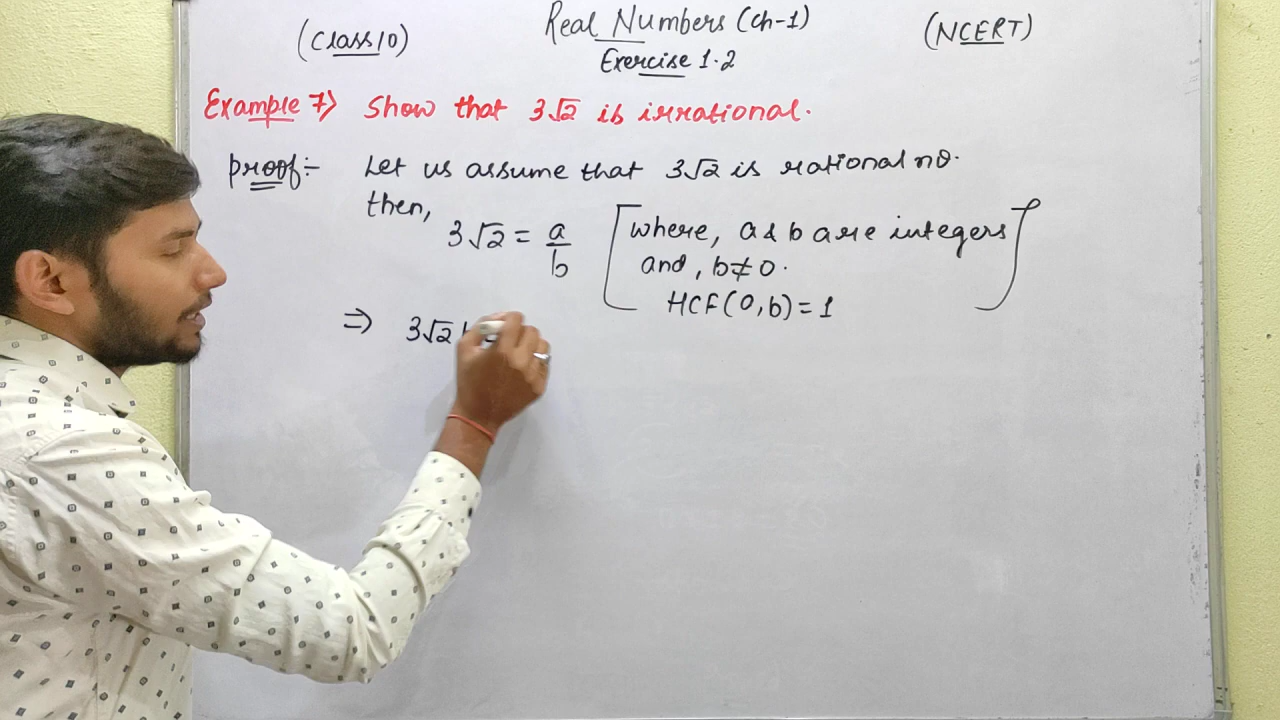 (Class 10)
Real Numbers (Ch-1)
(NCERT)
Exercise 1.2
Example 7) Show that 3√2 is irrational.
proof:- Let us assume that 3√2 is rational no.
then,
3√2 = a/b [where, a & b are integers
and, b≠0.
HCF(a,b)=1]
⇒ 3√2